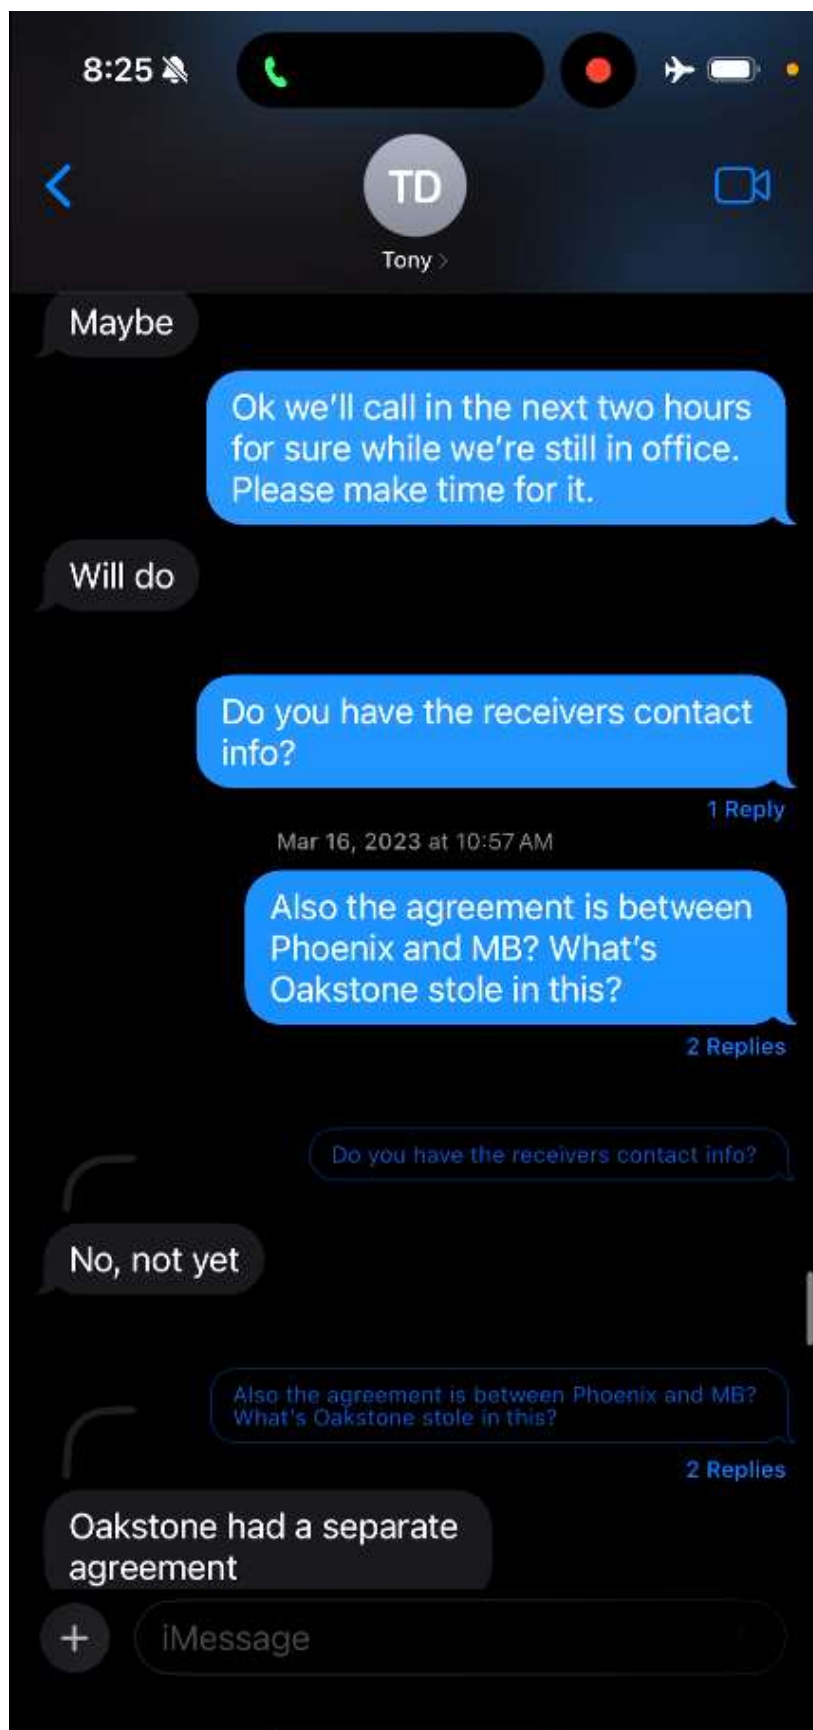 8:25
TD
Tony
Maybe
Ok we'll call in the next two hours
for sure while we're still in office.
Please make time for it.
Will do
Do you have the receivers contact
info?
1 Reply
Mar 16, 2023 at 10:57 AM
Also the agreement is between
Phoenix and MB? What's
Oakstone stole in this?
2 Replies
Do you have the receivers contact info?
No, not yet
Also the agreement is between Phoenix and MB?
What's Oakstone stole in this?
2 Replies
Oakstone had a separate
agreement
iMessage